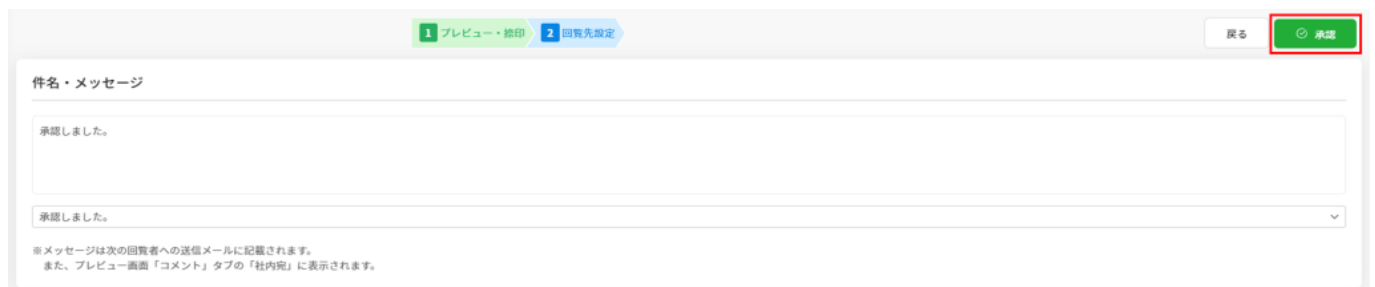 1 プレビュー・捺印 2 回覧先設定 戻る 承認
件名・メッセージ
承認しました。
承認しました。
※メッセージは次の回覧者への送信メールに記載されます。
また、プレビュー画面「コメント」タブの「社内宛」に表示されます。